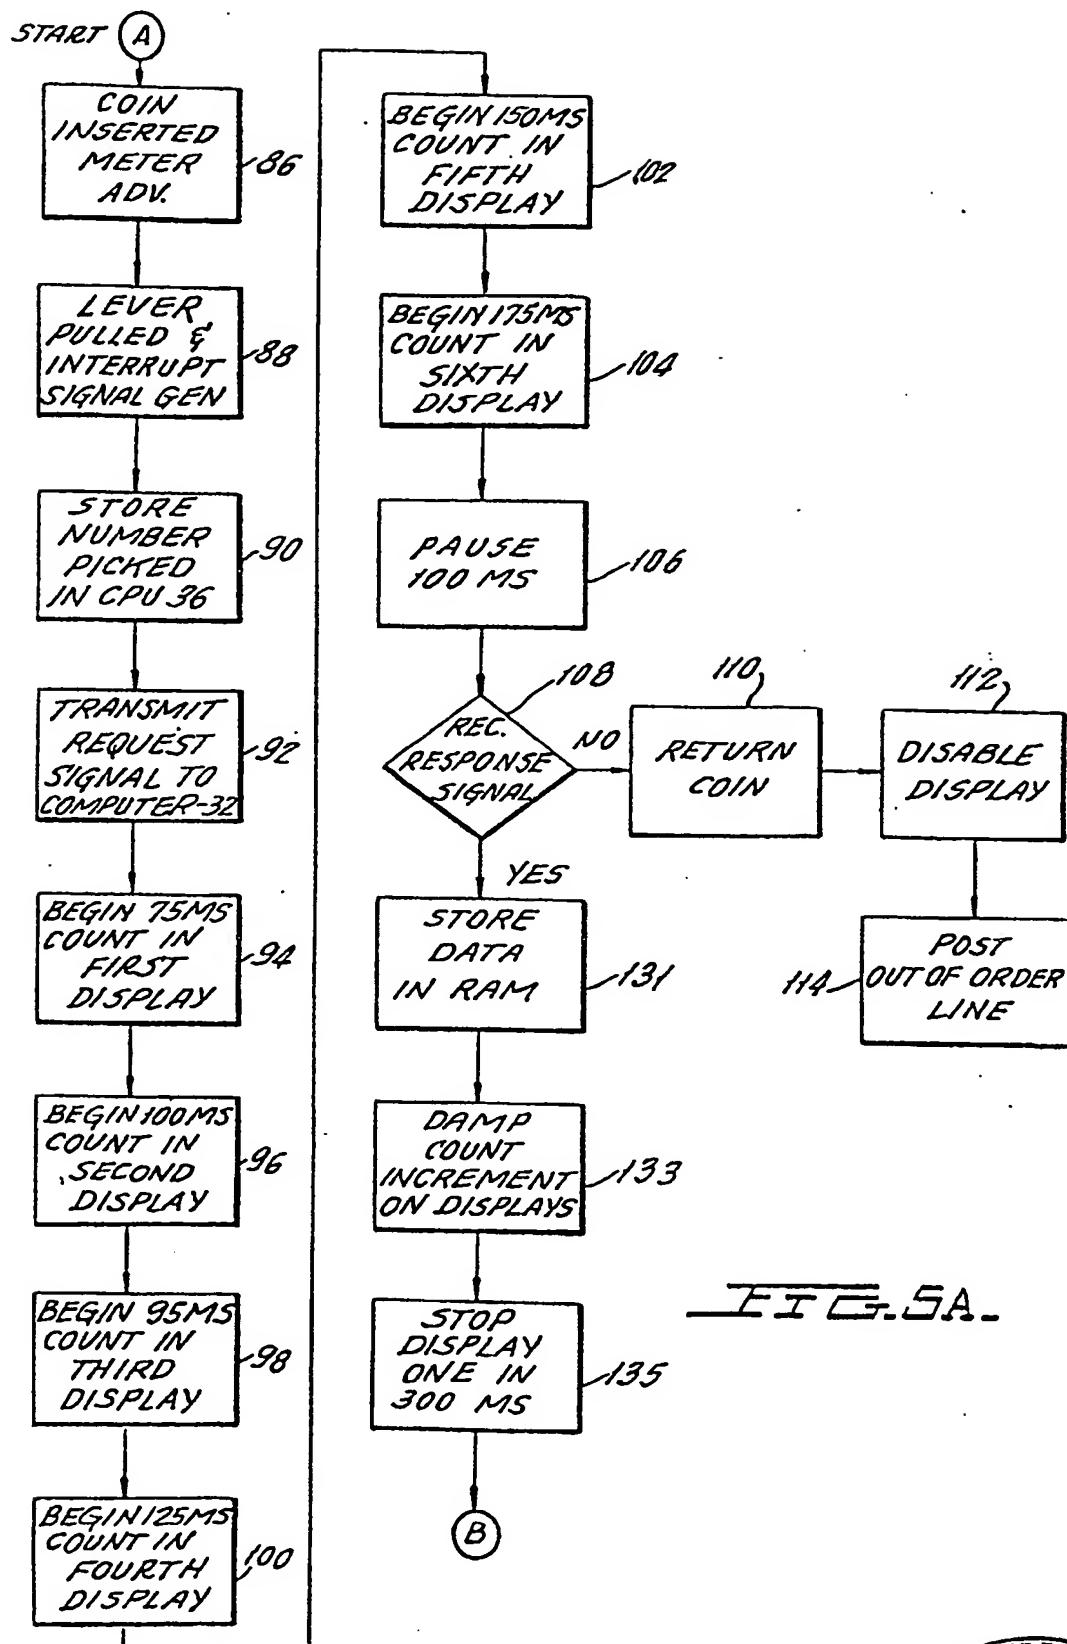 START A
COIN
INSERTED
METER
ADV.
86
LEVER
PULLED &
INTERRUPT
SIGNAL GEN
88
STORE
NUMBER
PICKED
IN CPU 36
90
TRANSMIT
REQUEST
SIGNAL TO
COMPUTER-32
92
BEGIN 75MS
COUNT IN
FIRST
DISPLAY
94
BEGIN 100MS
COUNT IN
SECOND
DISPLAY
96
BEGIN 95MS
COUNT IN
THIRD
DISPLAY
98
BEGIN 125MS
COUNT IN
FOURTH
DISPLAY
100
BEGIN 150MS
COUNT IN
FIFTH
DISPLAY
102
BEGIN 175MS
COUNT IN
SIXTH
DISPLAY
104
PAUSE
100 MS
106
REC.
RESPONSE
SIGNAL
108
NO
RETURN
COIN
110
DISABLE
DISPLAY
112
POST
OUT OF ORDER
LINE
114
YES
STORE
DATA
IN RAM
131
DAMP
COUNT
INCREMENT
ON DISPLAYS
133
STOP
DISPLAY
ONE IN
300 MS
135
B
FIG. 5A.